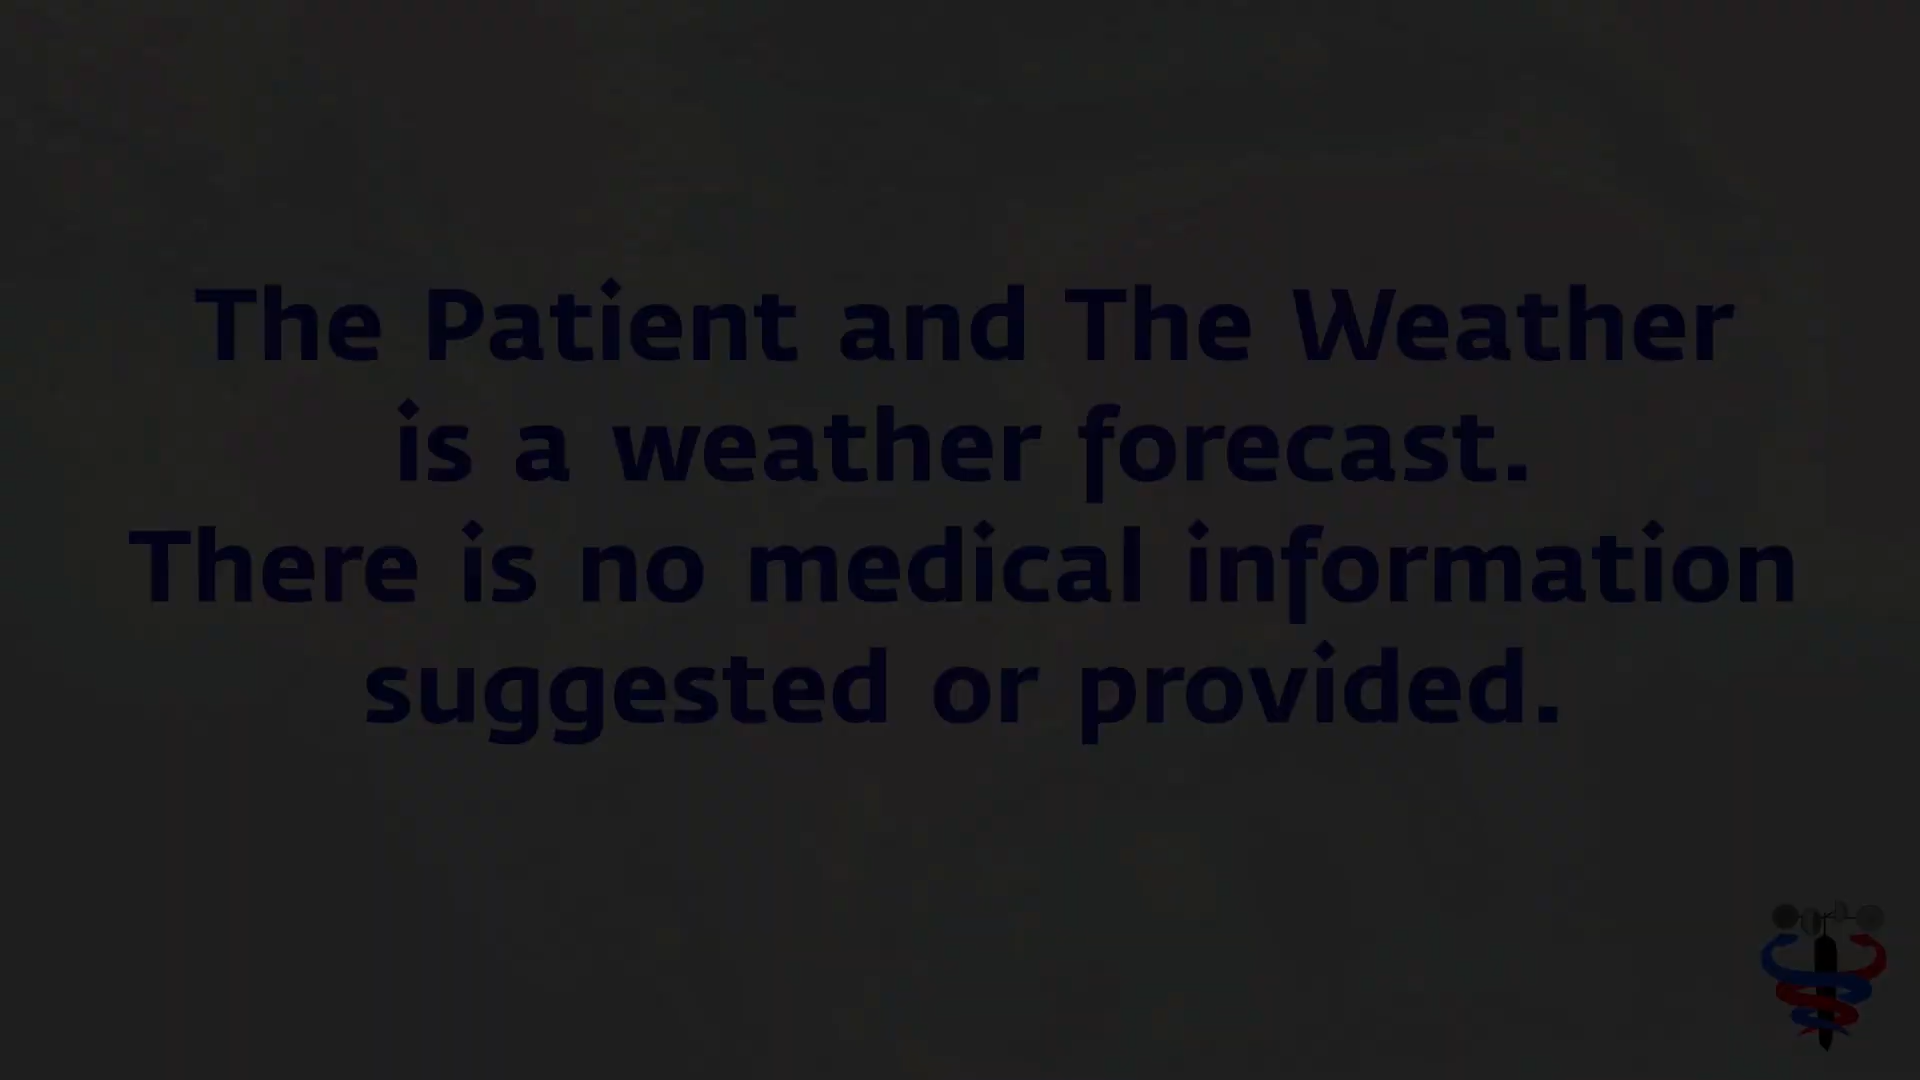 The Patient and The Weather
is a weather forecast.
There is no medical information
suggested or provided.